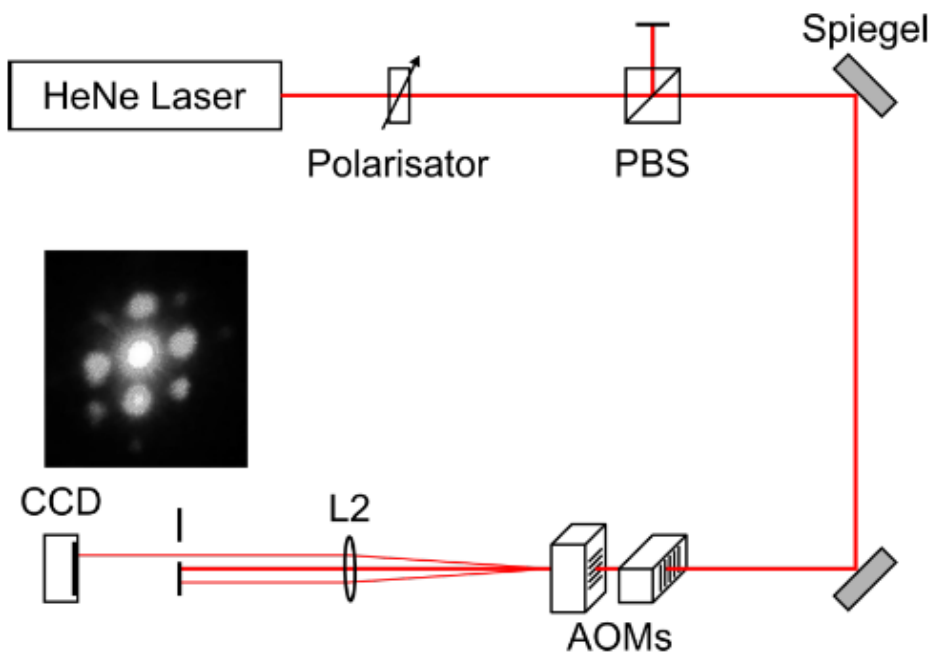 Spiegel
HeNe Laser
Polarisator
PBS
CCD
L2
AOMs